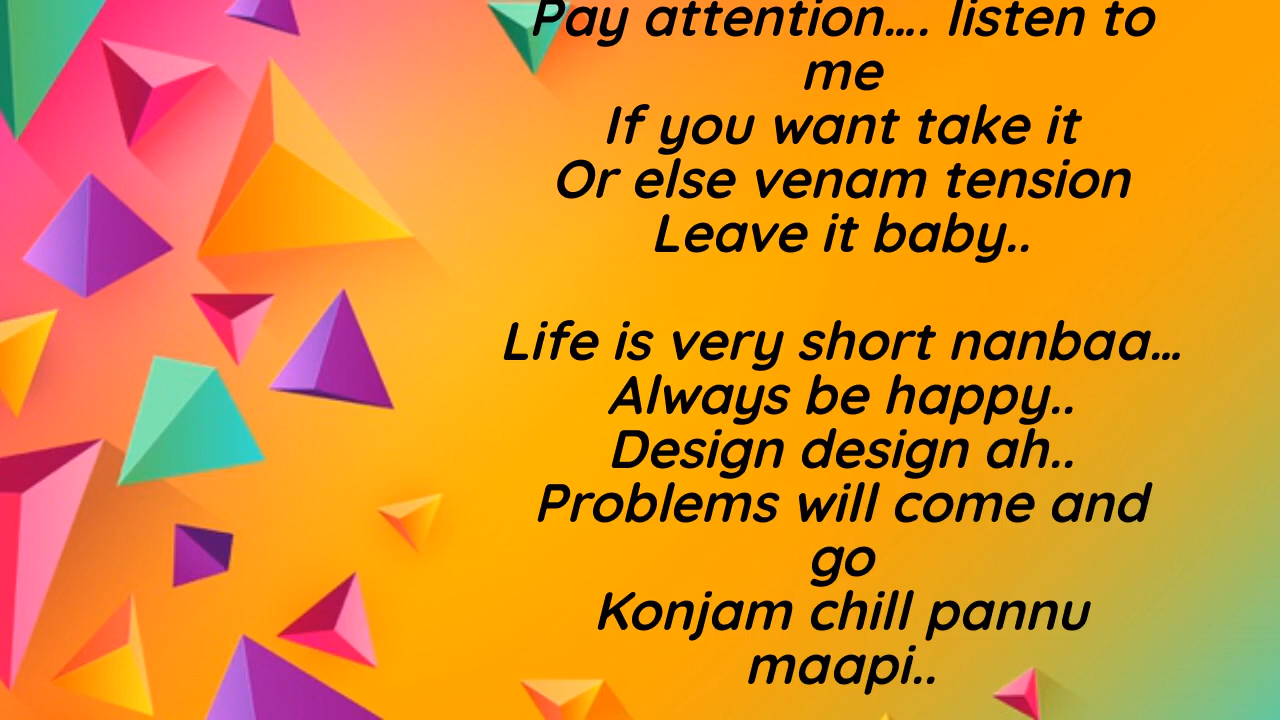 Pay attention.... listen to
me
If you want take it
Or else venam tension
Leave it baby..
Life is very short nanbaa...
Always be happy..
Design design ah..
Problems will come and
go
Konjam chill pannu
maapi..